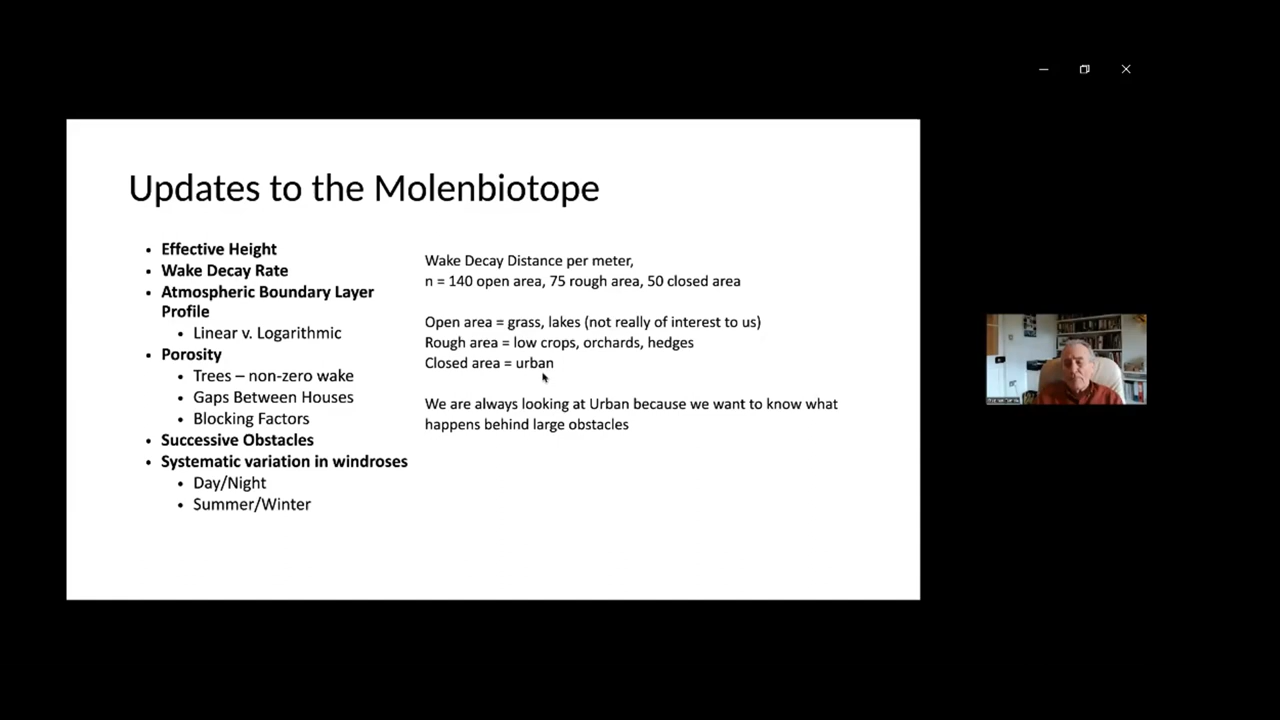 Updates to the Molenbiotope
• Effective Height
• Wake Decay Rate
• Atmospheric Boundary Layer
Profile
• Linear v. Logarithmic
• Porosity
• Trees – non-zero wake
• Gaps Between Houses
• Blocking Factors
• Successive Obstacles
• Systematic variation in windroses
• Day/Night
• Summer/Winter
Wake Decay Distance per meter,
n = 140 open area, 75 rough area, 50 closed area
Open area = grass, lakes (not really of interest to us)
Rough area = low crops, orchards, hedges
Closed area = urban
We are always looking at Urban because we want to know what
happens behind large obstacles